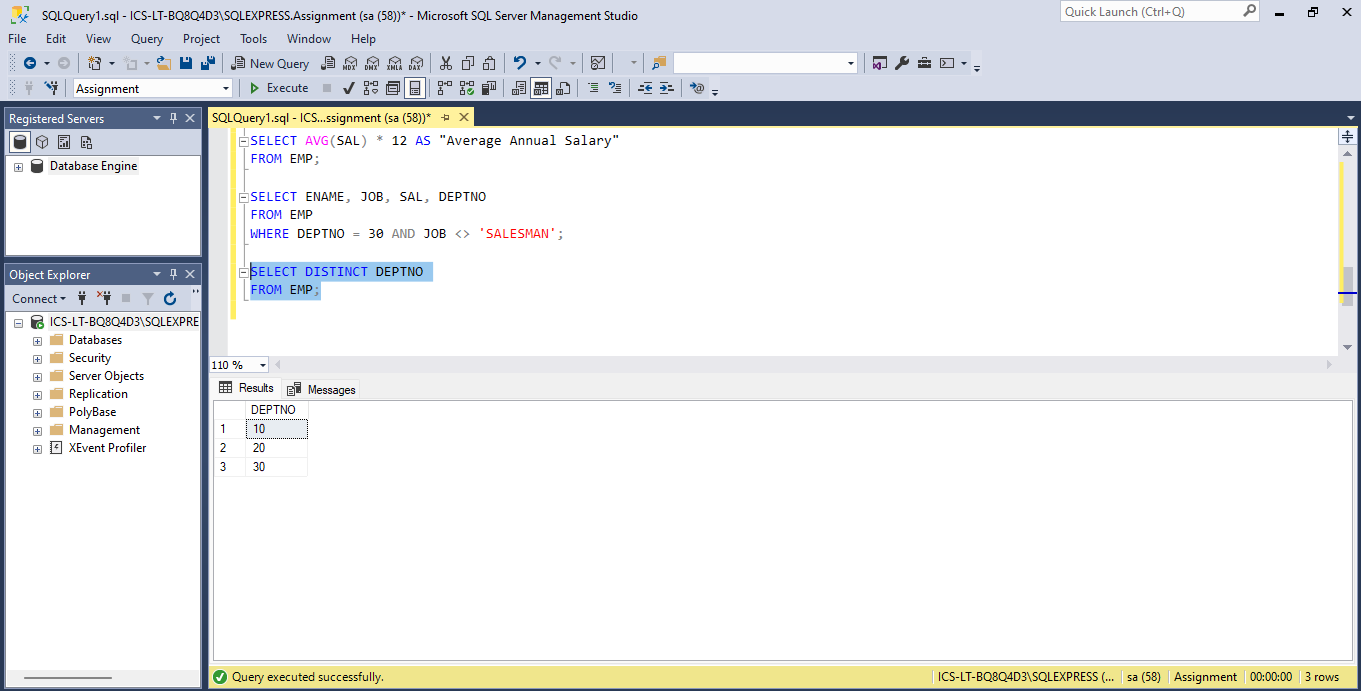 SQLQuery1.sql - ICS-LT-BQ8Q4D3\SQLEXPRESS.Assignment (sa (58))* - Microsoft SQL Server Management Studio
Quick Launch (Ctrl+Q)
File Edit View Query Project Tools Window Help
New Query MDX DMX XMLA DAX
Assignment Execute
Registered Servers
Database Engine
Object Explorer
Connect
ICS-LT-BQ8Q4D3\SQLEXPRE
Databases
Security
Server Objects
Replication
PolyBase
Management
XEvent Profiler
SQLQuery1.sql - ICS...ssignment (sa (58))*
SELECT AVG(SAL) * 12 AS "Average Annual Salary"
FROM EMP;
SELECT ENAME, JOB, SAL, DEPTNO
FROM EMP
WHERE DEPTNO = 30 AND JOB <> 'SALESMAN';
SELECT DISTINCT DEPTNO
FROM EMP;
110 %
Results Messages
DEPTNO
1 10
2 20
3 30
Query executed successfully. ICS-LT-BQ8Q4D3\SQLEXPRESS (... sa (58) Assignment 00:00:00 3 rows